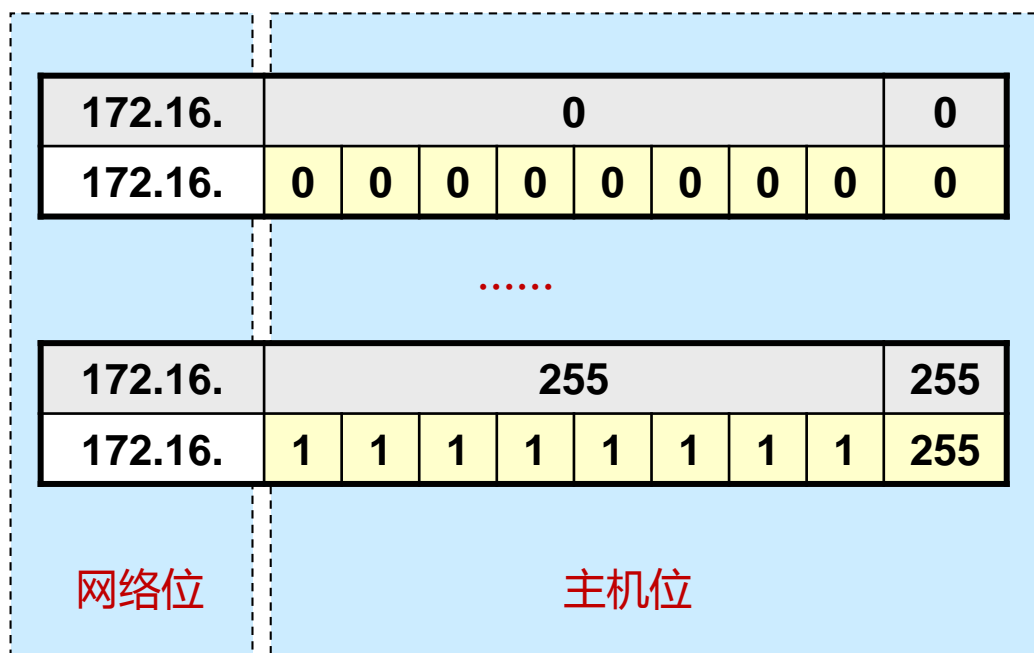 172.16. 0 0
172.16. 0 0 0 0 0 0 0 0 0
......
172.16. 255 255
172.16. 1 1 1 1 1 1 1 1 255
网络位 主机位